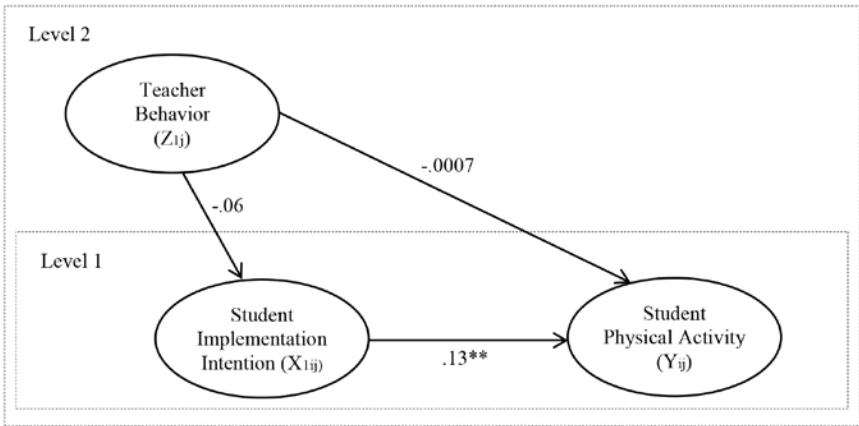 Level 2
Teacher
Behavior
(Z1j)
-.0007
-.06
Level 1
Student
Implementation
Intention (X1ij)
.13**
Student
Physical Activity
(Yij)